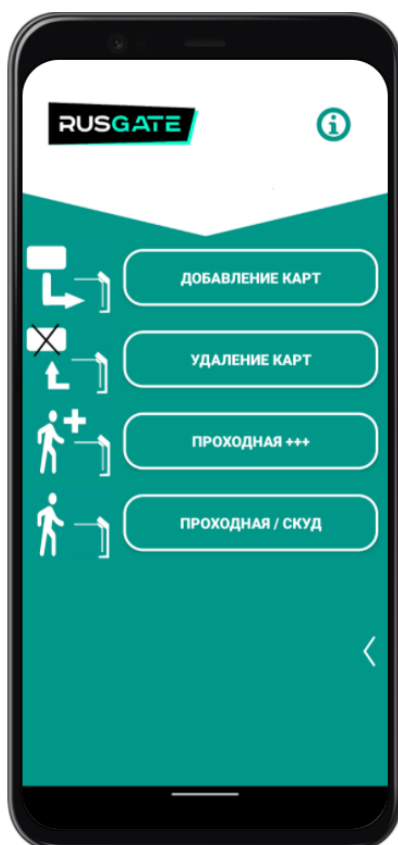 RUSGATE
ДОБАВЛЕНИЕ КАРТ
УДАЛЕНИЕ КАРТ
ПРОХОДНАЯ +++
ПРОХОДНАЯ / СКУД